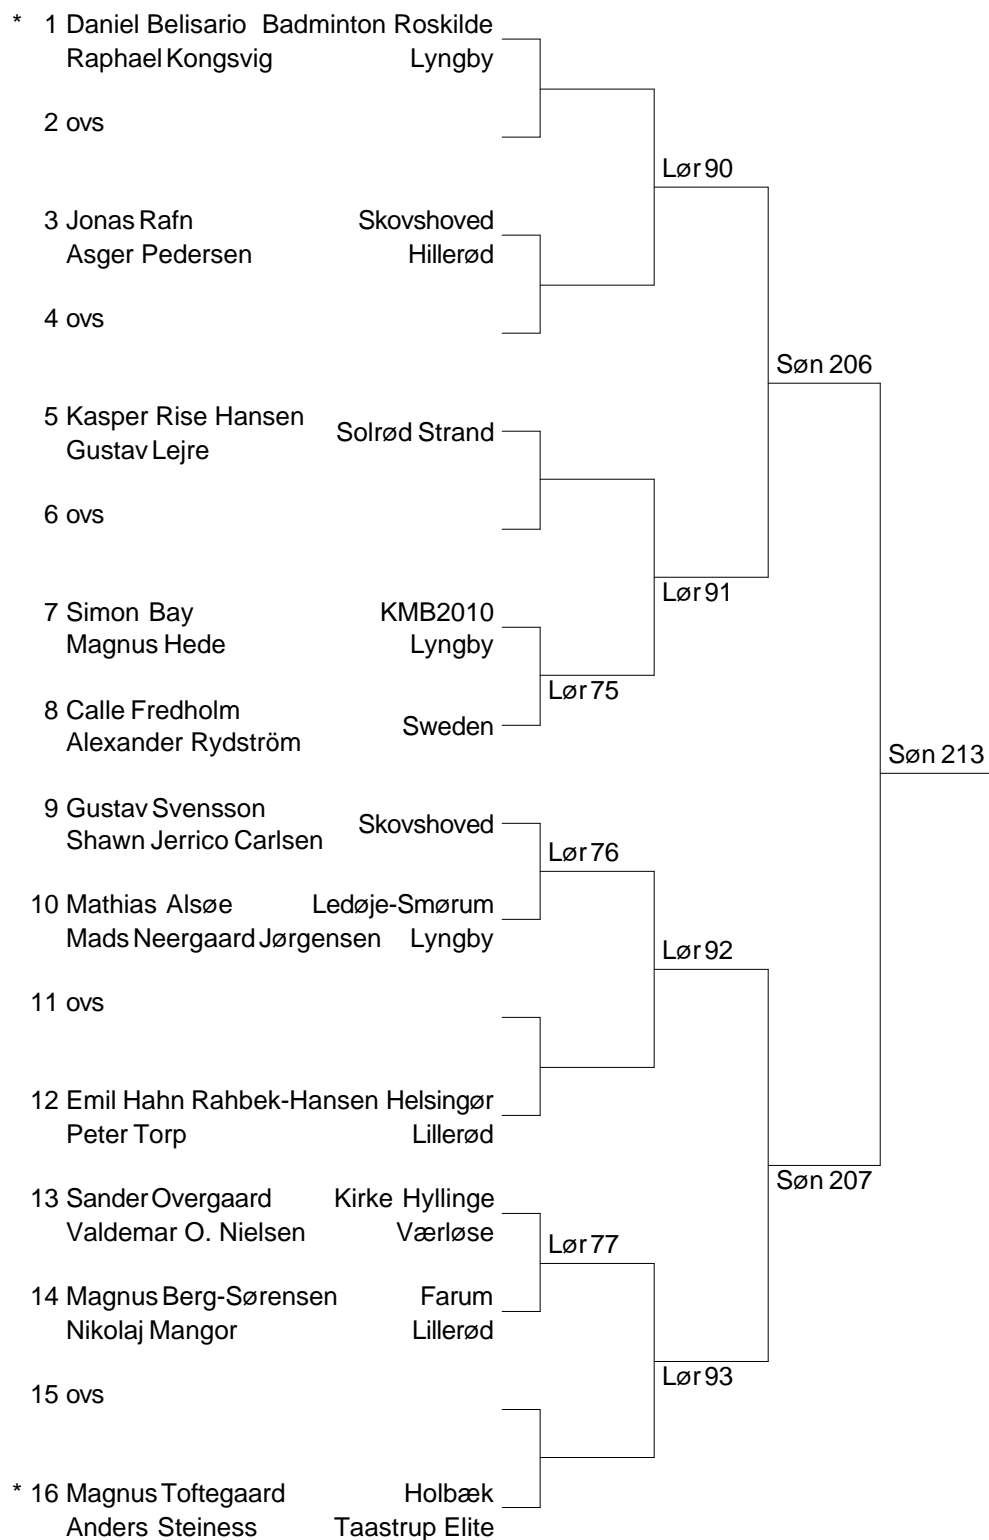 * 1 Daniel Belisario Badminton Roskilde
Raphael Kongsvig Lyngby
2 ovs
Lør 90
3 Jonas Rafn Skovshoved
Asger Pedersen Hillerød
4 ovs
Søn 206
5 Kasper Rise Hansen
Solrød Strand
Gustav Lejre
6 ovs
Lør 91
7 Simon Bay KMB2010
Magnus Hede Lyngby
Lør 75
8 Calle Fredholm
Sweden
Alexander Rydström
Søn 213
9 Gustav Svensson
Skovshoved
Shawn Jerrico Carlsen
Lør 76
10 Mathias Alsøe Ledøje-Smørum
Mads Neergaard Jørgensen Lyngby
Lør 92
11 ovs
12 Emil Hahn Rahbek-Hansen Helsingør
Peter Torp Lillerød
Søn 207
13 Sander Overgaard Kirke Hyllinge
Valdemar O. Nielsen Værløse
Lør 77
14 Magnus Berg-Sørensen Farum
Nikolaj Mangor Lillerød
Lør 93
15 ovs
* 16 Magnus Toftegaard Holbæk
Anders Steiness Taastrup Elite